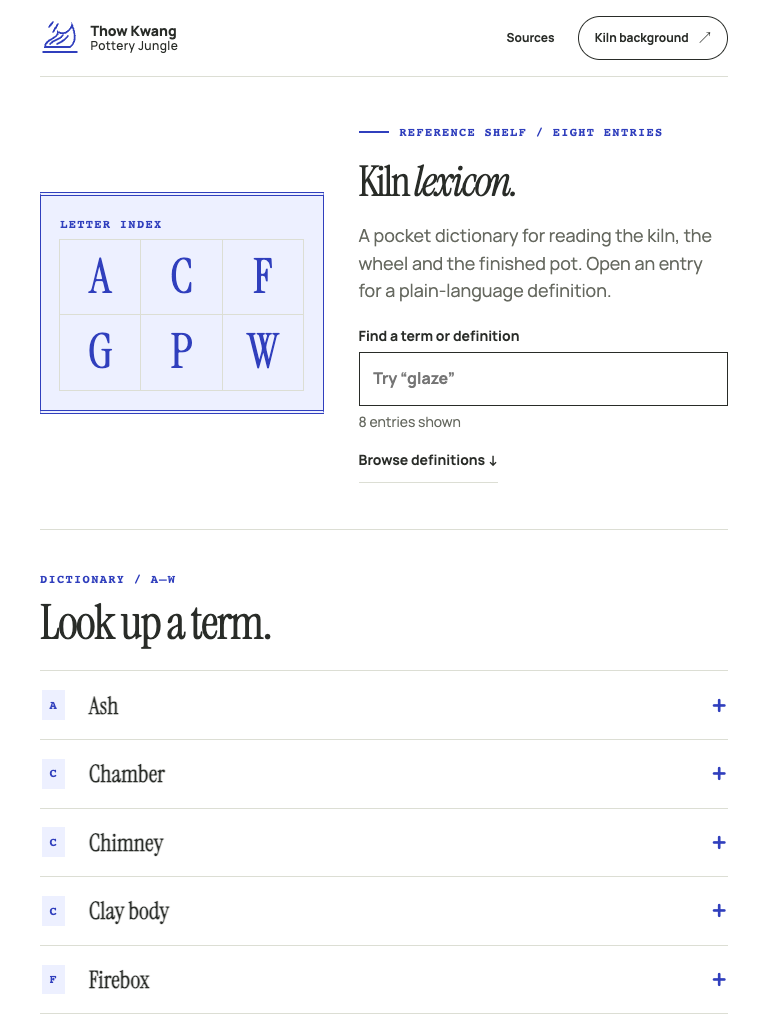 Thow Kwang
Pottery Jungle
Sources
Kiln background ↗
REFERENCE SHELF / EIGHT ENTRIES
Kiln lexicon.
A pocket dictionary for reading the kiln, the
wheel and the finished pot. Open an entry
for a plain-language definition.
Find a term or definition
Try “glaze”
8 entries shown
Browse definitions ↓
LETTER INDEX
A C F
G P W
DICTIONARY / A—W
Look up a term.
A Ash +
C Chamber +
C Chimney +
C Clay body +
F Firebox +